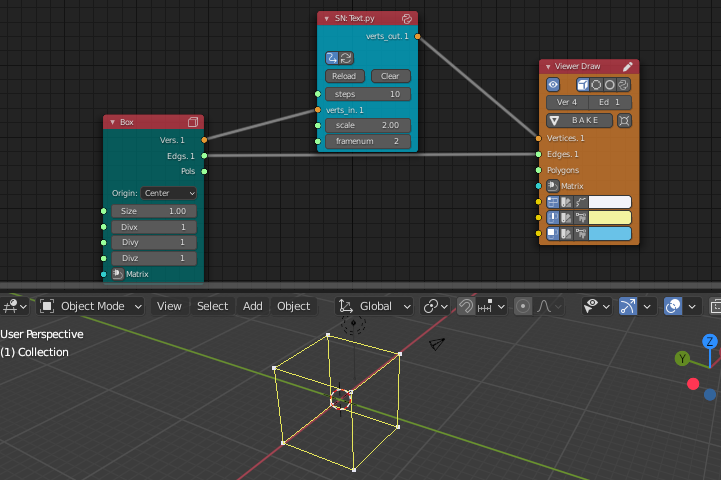 SN: Text.py
verts_out. 1
Reload Clear
steps 10
verts_in. 1
scale 2.00
framenum 2
Box
Vers. 1
Edgs. 1
Pols
Origin: Center
Size 1.00
Divx 1
Divy 1
Divz 1
Matrix
Viewer Draw
Ver 4 Ed 1
BAKE
Vertices. 1
Edges. 1
Polygons
Matrix
Object Mode View Select Add Object Global
User Perspective
(1) Collection
Z
Y